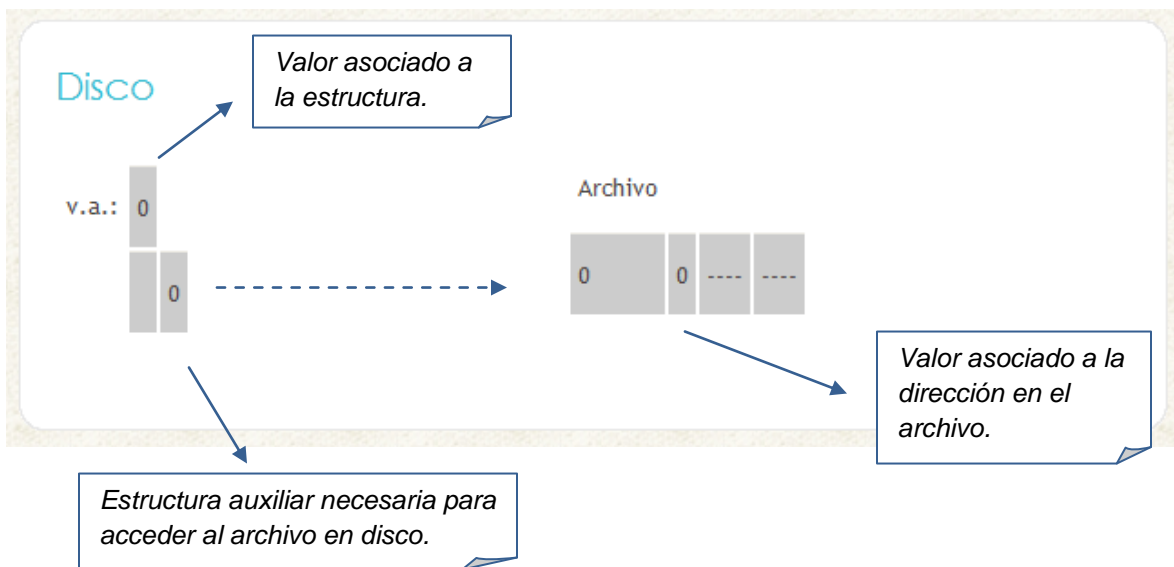 Disco
Valor asociado a
la estructura.
v.a.: 0
0
Archivo
0 0 ---- ----
Valor asociado a la
dirección en el
archivo.
Estructura auxiliar necesaria para
acceder al archivo en disco.